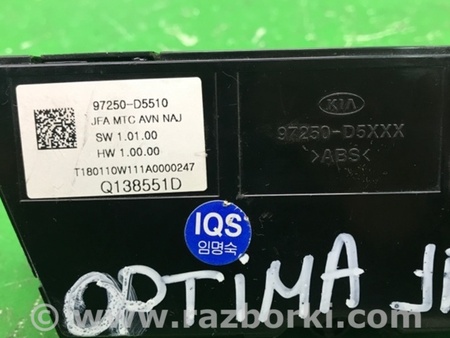 97250-D5510
JFA MTC AVN NAJ
SW 1.01.00
HW 1.00.00
T180110W111A0000247
Q138551D
KIA
97250-D5XXX
>ABS<
IQS
임명숙
OPTIMA
www.razborki.com